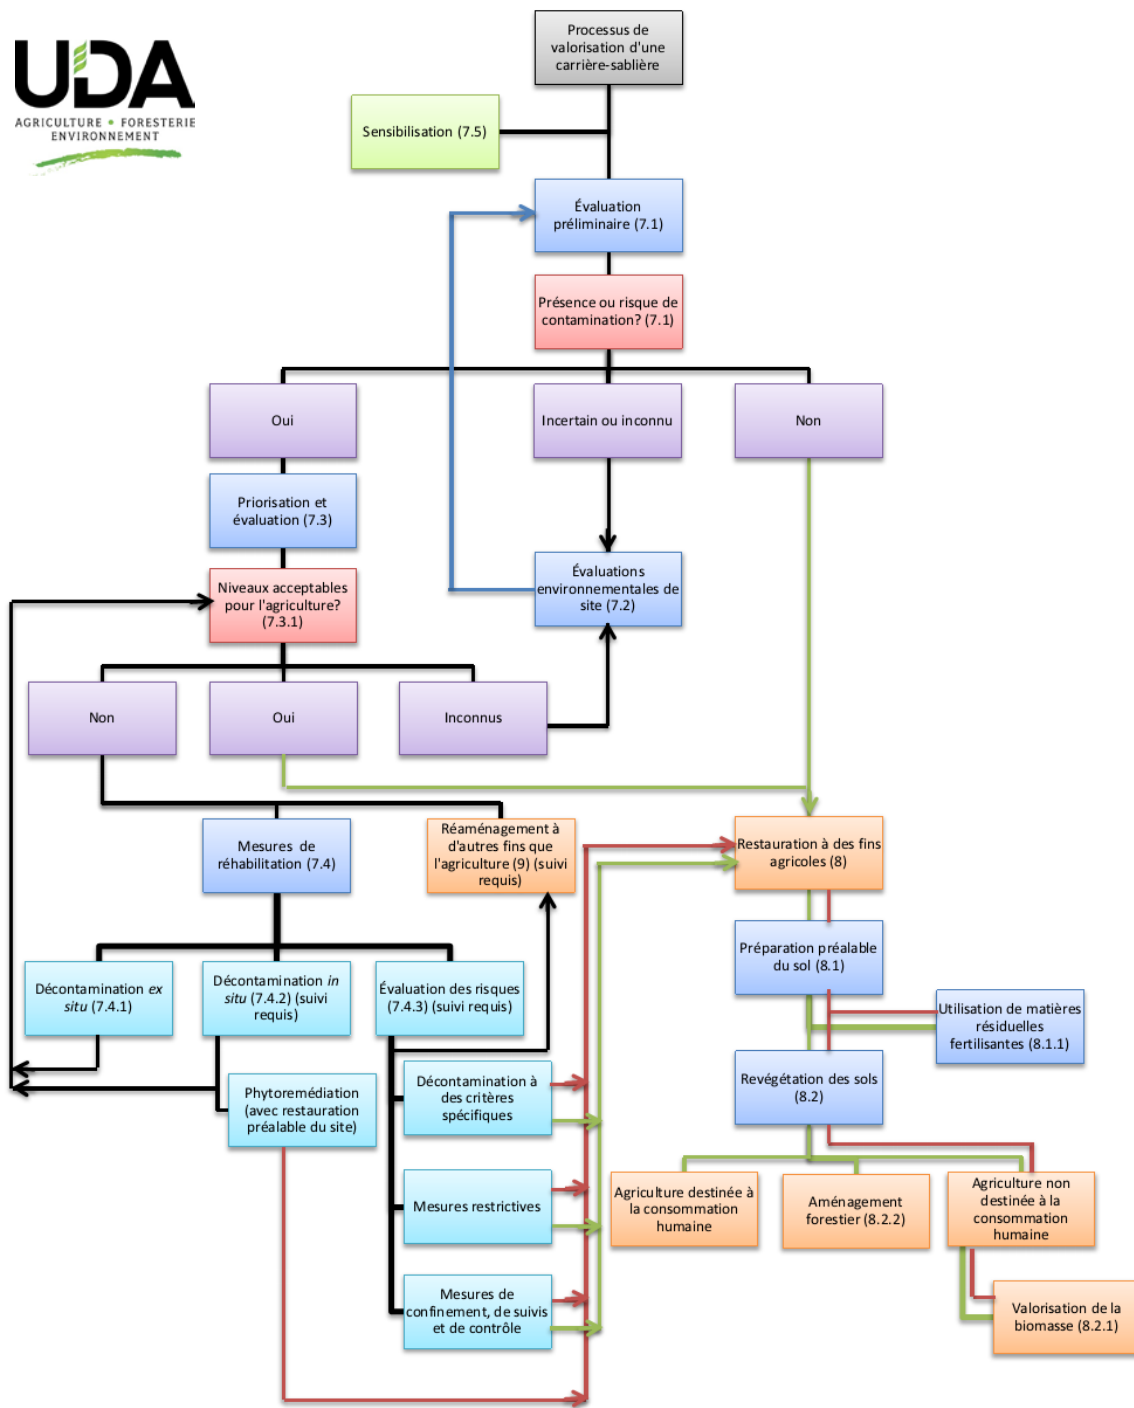 UDA
AGRICULTURE • FORESTERIE
ENVIRONNEMENT
Processus de
valorisation d'une
carrière-sablière
Sensibilisation (7.5)
Évaluation
préliminaire (7.1)
Présence ou risque de
contamination? (7.1)
Oui
Incertain ou inconnu
Non
Priorisation et
évaluation (7.3)
Évaluations
environnementales de
site (7.2)
Niveaux acceptables
pour l'agriculture?
(7.3.1)
Non
Oui
Inconnus
Mesures de
réhabilitation (7.4)
Réaménagement à
d'autres fins que
l'agriculture (9) (suivi
requis)
Restauration à des fins
agricoles (8)
Préparation préalable
du sol (8.1)
Décontamination ex
situ (7.4.1)
Décontamination in
situ (7.4.2) (suivi
requis)
Évaluation des risques
(7.4.3) (suivi requis)
Utilisation de matières
résiduelles
fertilisantes (8.1.1)
Phytoremédiation
(avec restauration
préalable du site)
Décontamination à
des critères
spécifiques
Revégétation des sols
(8.2)
Mesures restrictives
Agriculture destinée à
la consommation
humaine
Aménagement
forestier (8.2.2)
Agriculture non
destinée à la
consommation
humaine
Mesures de
confinement, de suivis
et de contrôle
Valorisation de la
biomasse (8.2.1)